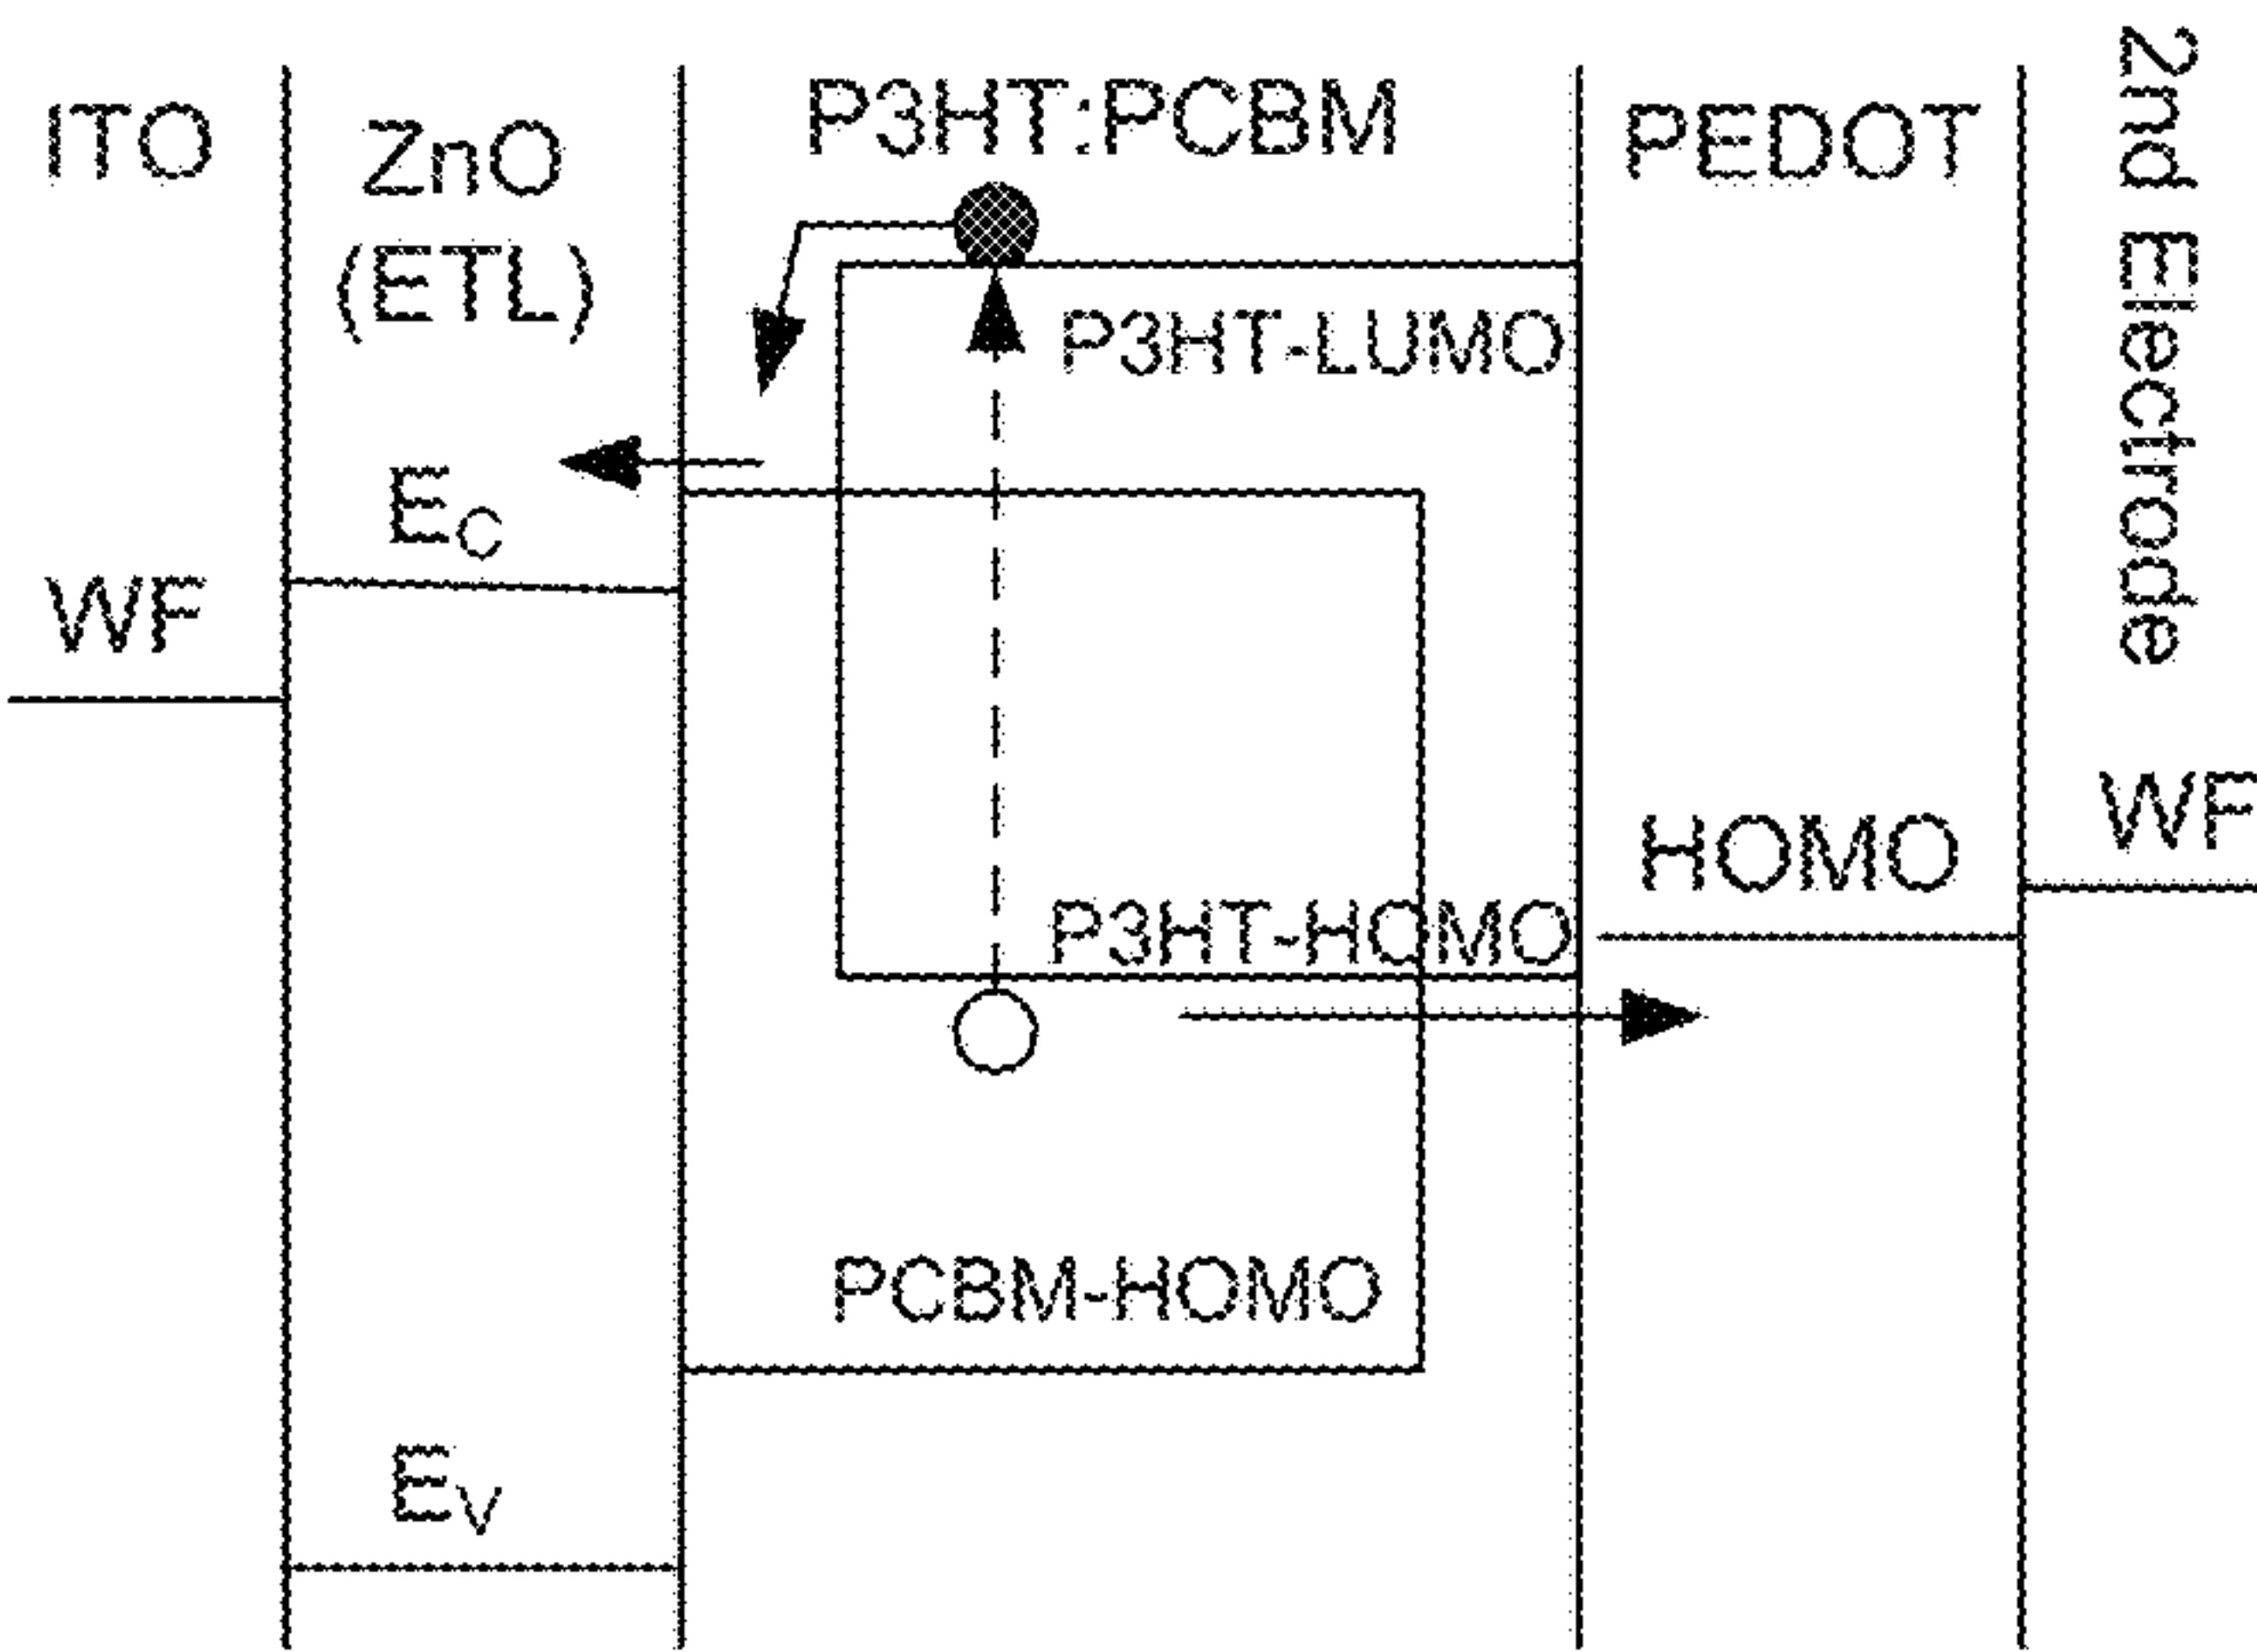 ITO
ZnO
(ETL)
P3HT:PCBM
PEDOT
2nd Electrode
P3HT-LUMO
EC
WF
WF
HOMO
P3HT-HOMO
PCBM-HOMO
EV